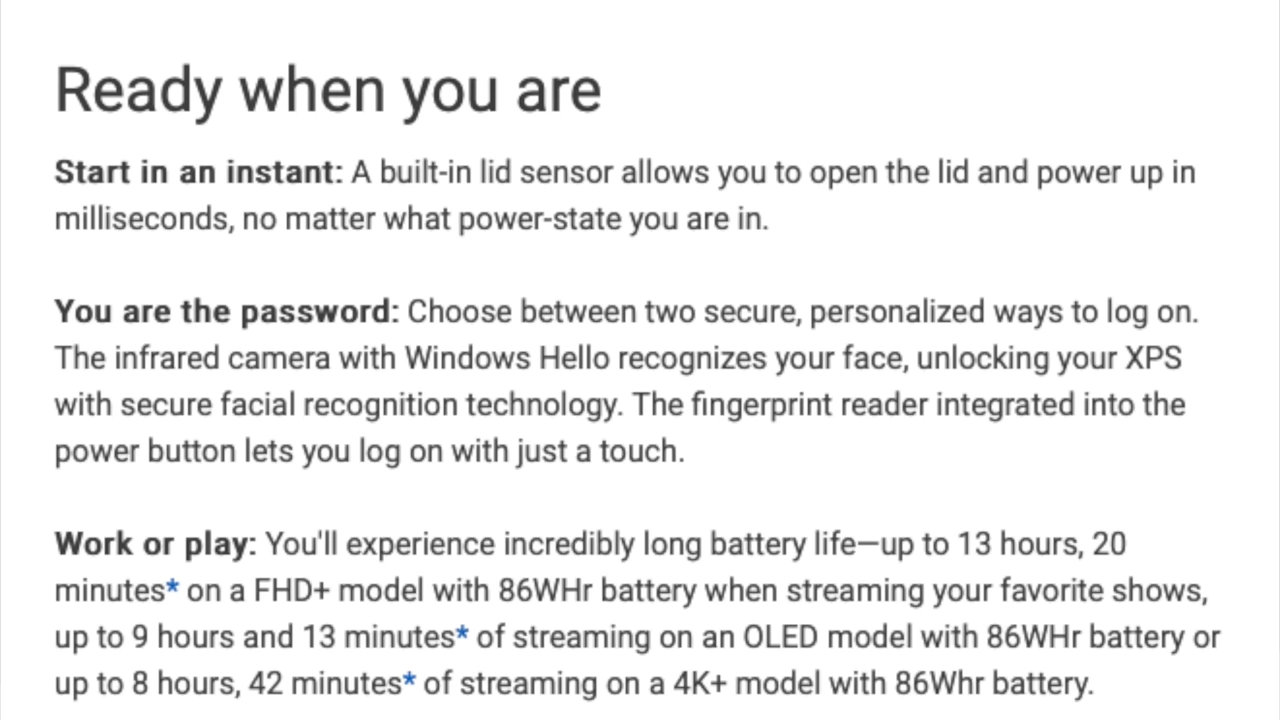 Ready when you are
Start in an instant: A built-in lid sensor allows you to open the lid and power up in
milliseconds, no matter what power-state you are in.
You are the password: Choose between two secure, personalized ways to log on.
The infrared camera with Windows Hello recognizes your face, unlocking your XPS
with secure facial recognition technology. The fingerprint reader integrated into the
power button lets you log on with just a touch.
Work or play: You'll experience incredibly long battery life—up to 13 hours, 20
minutes* on a FHD+ model with 86WHr battery when streaming your favorite shows,
up to 9 hours and 13 minutes* of streaming on an OLED model with 86WHr battery or
up to 8 hours, 42 minutes* of streaming on a 4K+ model with 86Whr battery.